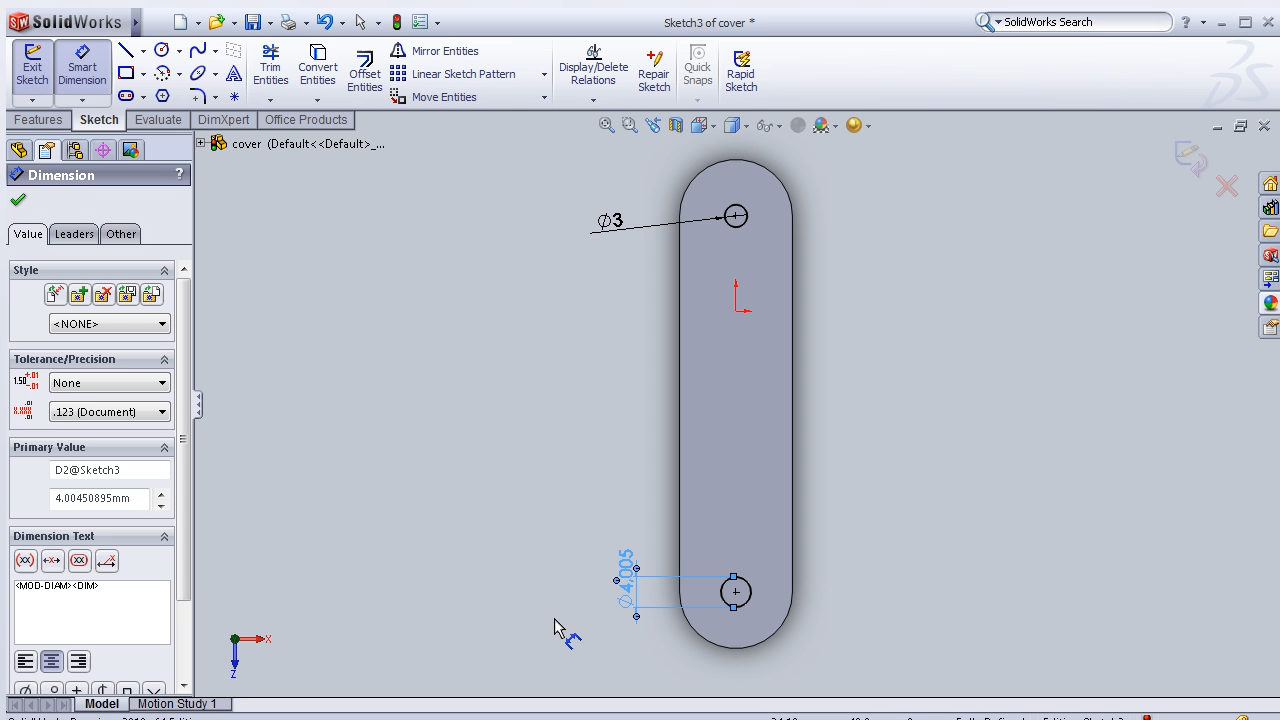 SolidWorks
Sketch3 of cover *
SolidWorks Search
?
Exit Sketch
Smart Dimension
Trim Entities
Convert Entities
Offset Entities
Mirror Entities
Linear Sketch Pattern
Move Entities
Display/Delete Relations
Repair Sketch
Quick Snaps
Rapid Sketch
Features
Sketch
Evaluate
DimXpert
Office Products
cover (Default<<Default>_...
Dimension
?
Value
Leaders
Other
Style
<NONE>
Tolerance/Precision
None
.123 (Document)
Primary Value
D2@Sketch3
4.00450895mm
Dimension Text
<MOD-DIAM><DIM>
∅3
∅4,005
X
Z
Model
Motion Study 1